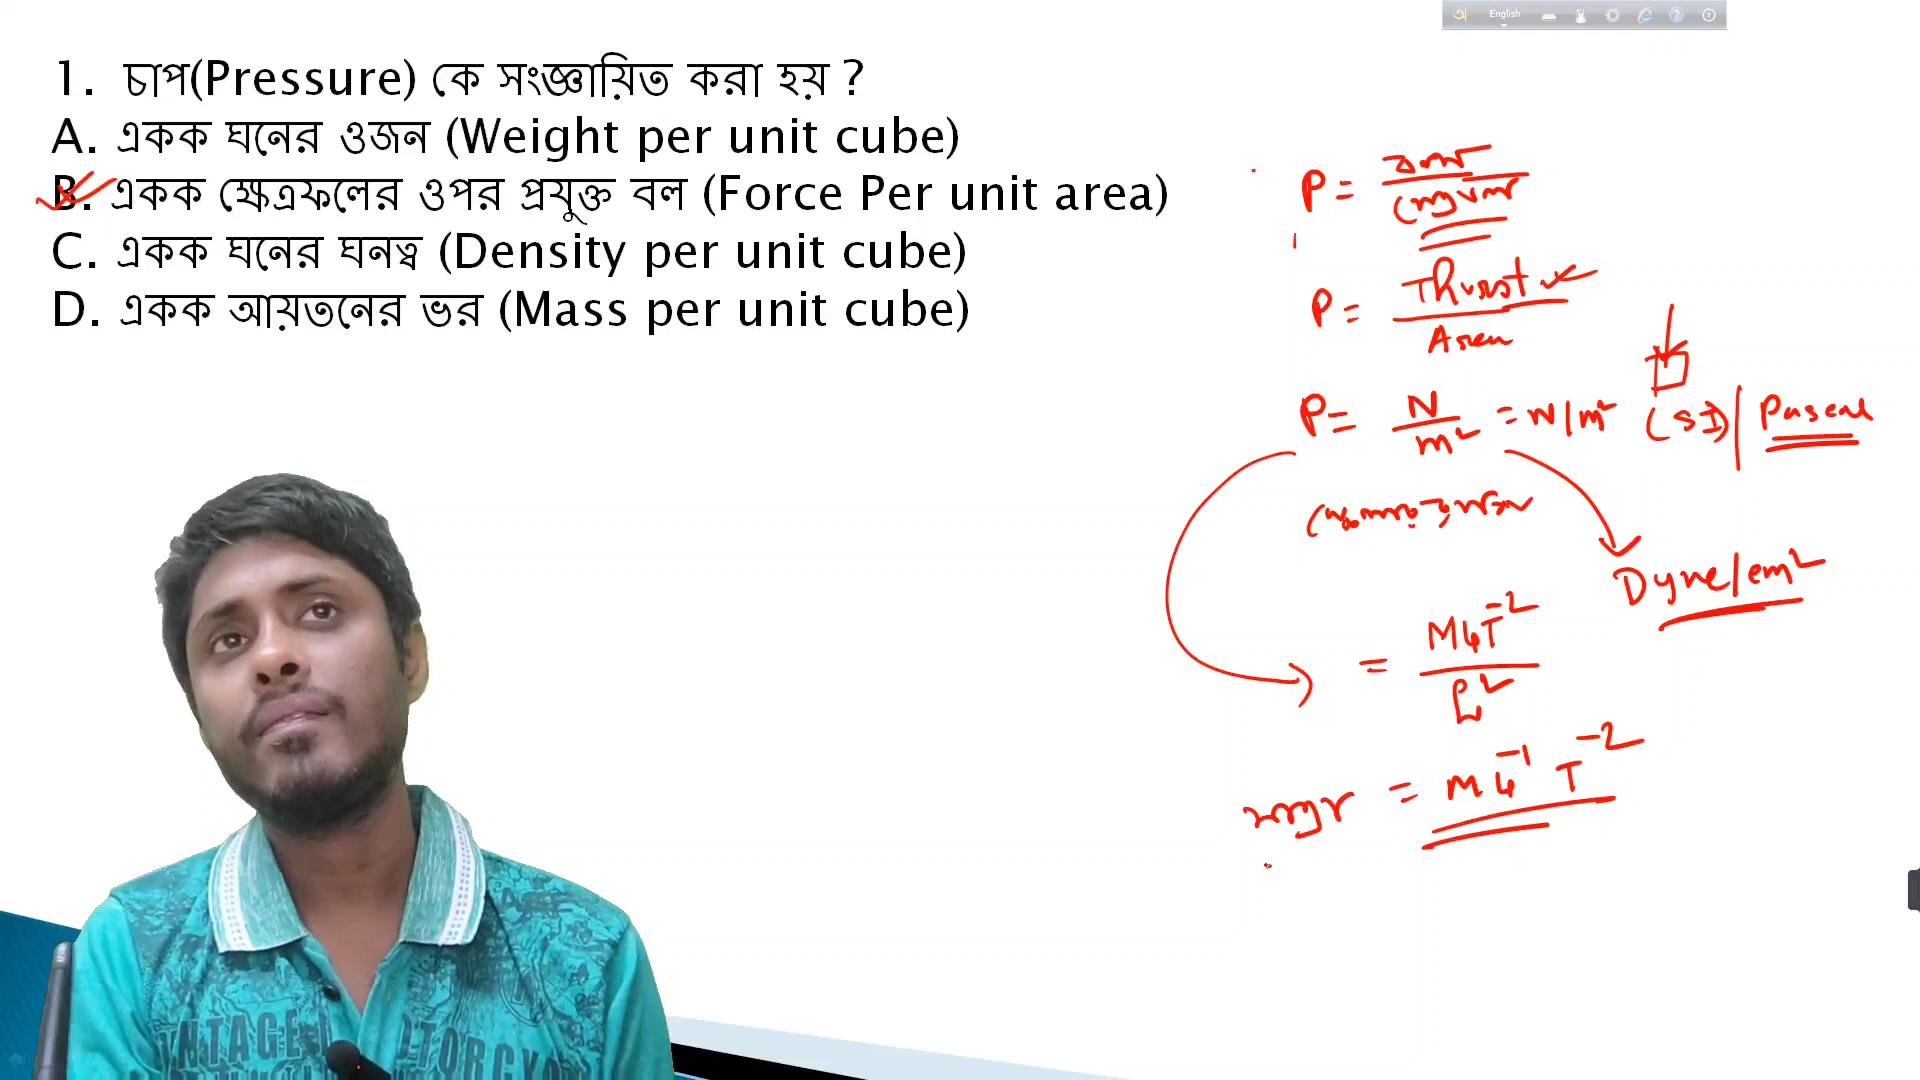 English
1. চাপ(Pressure) কে সংজ্ঞায়িত করা হয় ?
A. একক ঘনের ওজন (Weight per unit cube)
B. একক ক্ষেত্রফলের ওপর প্রযুক্ত বল (Force Per unit area)
C. একক ঘনের ঘনত্ব (Density per unit cube)
D. একক আয়তনের ভর (Mass per unit cube)
P =
P = Thrust / Area
P = N/m² = N/m² (SI) | Pascal
Dyne/cm²
= MLT⁻² / L²
= ML⁻¹T⁻²